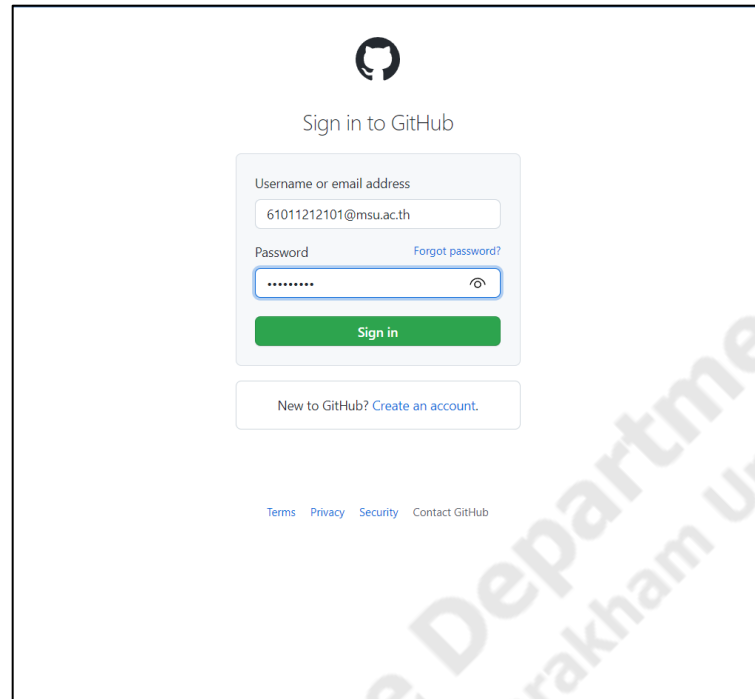 Sign in to GitHub
Username or email address
61011212101@msu.ac.th
Password Forgot password?
•••••••••
Sign in
New to GitHub? Create an account.
Terms Privacy Security Contact GitHub